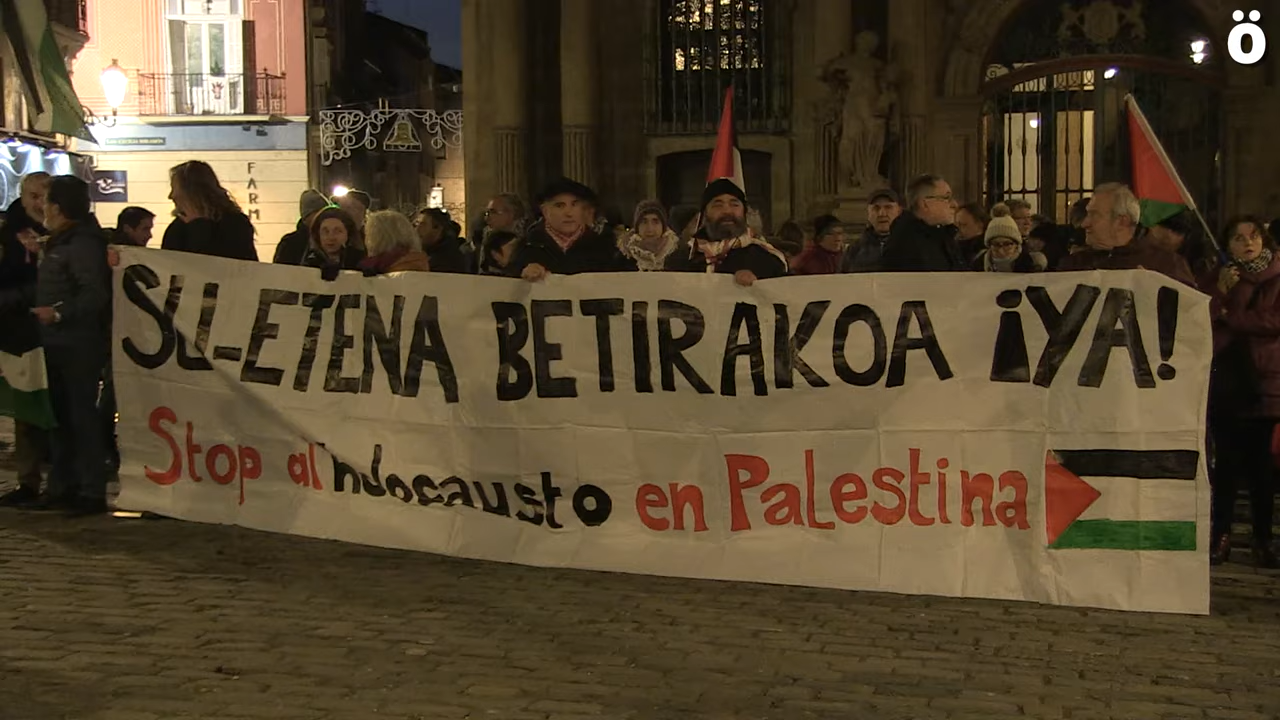 ö
FARM
SU-ETENA BETIRAKOA ¡YA!
Stop al holocausto en Palestina